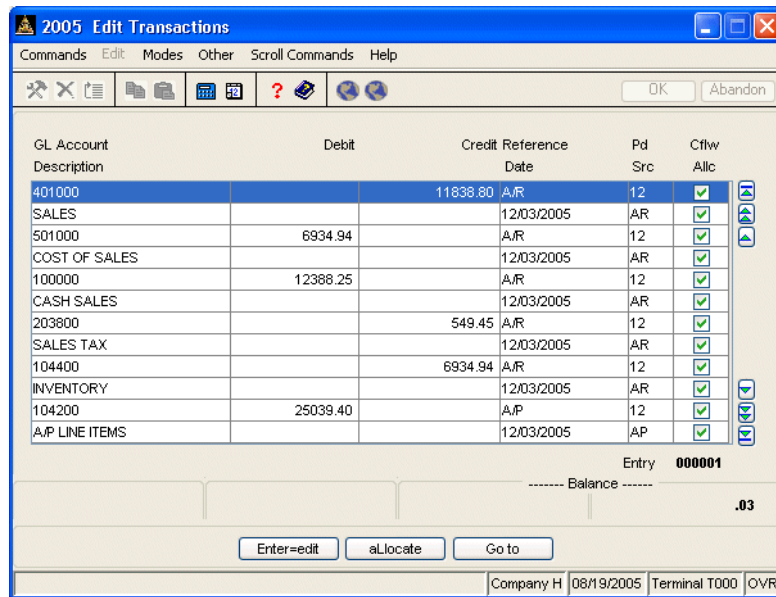 2005 Edit Transactions
Commands Edit Modes Other Scroll Commands Help
12 ? OK Abandon
GL Account Debit Credit Reference Pd Cflw
Description Date Src Allc
401000 11838.80 A/R 12
SALES 12/03/2005 AR
501000 6934.94 A/R 12
COST OF SALES 12/03/2005 AR
100000 12388.25 A/R 12
CASH SALES 12/03/2005 AR
203800 549.45 A/R 12
SALES TAX 12/03/2005 AR
104400 6934.94 A/R 12
INVENTORY 12/03/2005 AR
104200 25039.40 A/P 12
A/P LINE ITEMS 12/03/2005 AP
Entry 000001
------- Balance ------
.03
Enter=edit aLlocate Go to
Company H 08/19/2005 Terminal T000 OVR